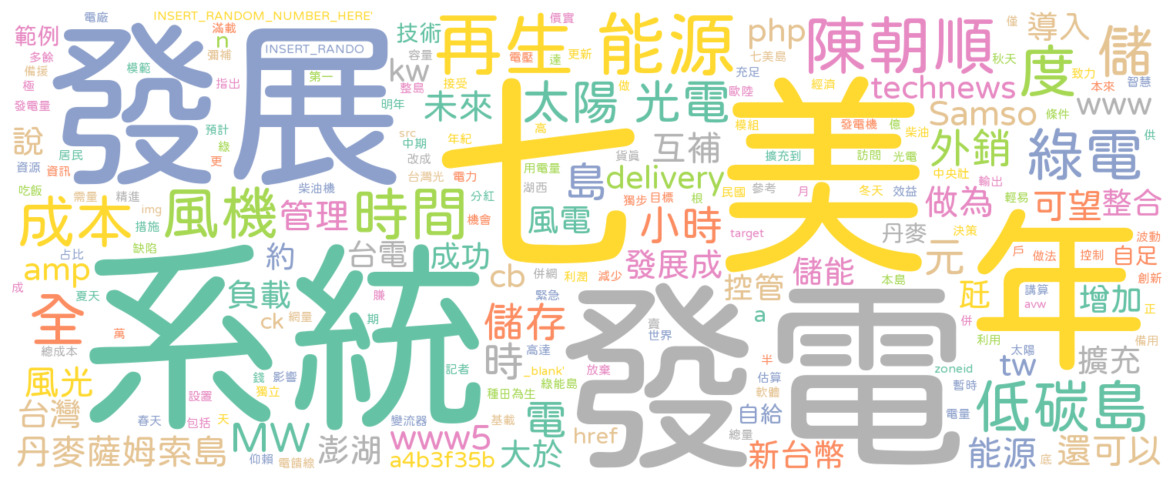 電廠 INSERT_RANDOM_NUMBER_HERE' 價實
範例 滿載 n 技術 再生 能源 php 陳朝順 導入 僅 儲
多餘 彌補 INSERT_RANDO 電壓 達 更新 七美島 度 秋天
備援 模範 第一 容量 kw 接受 做 充足 經濟 致力
極 指出 整島 歐陸 technews 本來 智慧
發電量 發展 明年 未來 太陽 光電 模組 億 Samso 條件 www
預計 src 中期 年紀 高 發電機 柴油 供
說 居民 綠 改成 互補 擴充到 訪問 光電 外銷 綠電
資源 資訊 更 台灣光 電力 用電量 貨真 中央社
吃飯 需量 精進 柴油機 分紅 湖西 島 delivery 民國 參考 月 冬天 效益 輸出
成本 img 風機 管理 時間 機會 七美 風電 獨步 目標 根 小時 做為 輕易 可望 整合
措施 target 丹麥 決策 年 波動
占比 缺陷 約 台電 成功 併網 利潤 減少 發展成 元 戶 做法 控制 自足
amp 負載 cb 本島 儲能 控管 瓩 講算 創新
成 夏天 賺 緊急 avw 增加 正
全 萬 ck 網量 期 儲存 賣 a 併 備用
總成本 系統 時 高達 世界 利用 擴充
錢 影響 記者 _blank' 放棄 半 太陽 tw
風光 獨立 種田為生 綠能島 估算 zoneid
設置 軟體 暫時 低碳島
台灣 春天 包括 天 變流器 基載 發電 自給 電量
MW 澎湖 www5 電 href 總量
丹麥薩姆索島 仰賴 電饋線 a4b3f35b 大於 新台幣 能源 底 還可以